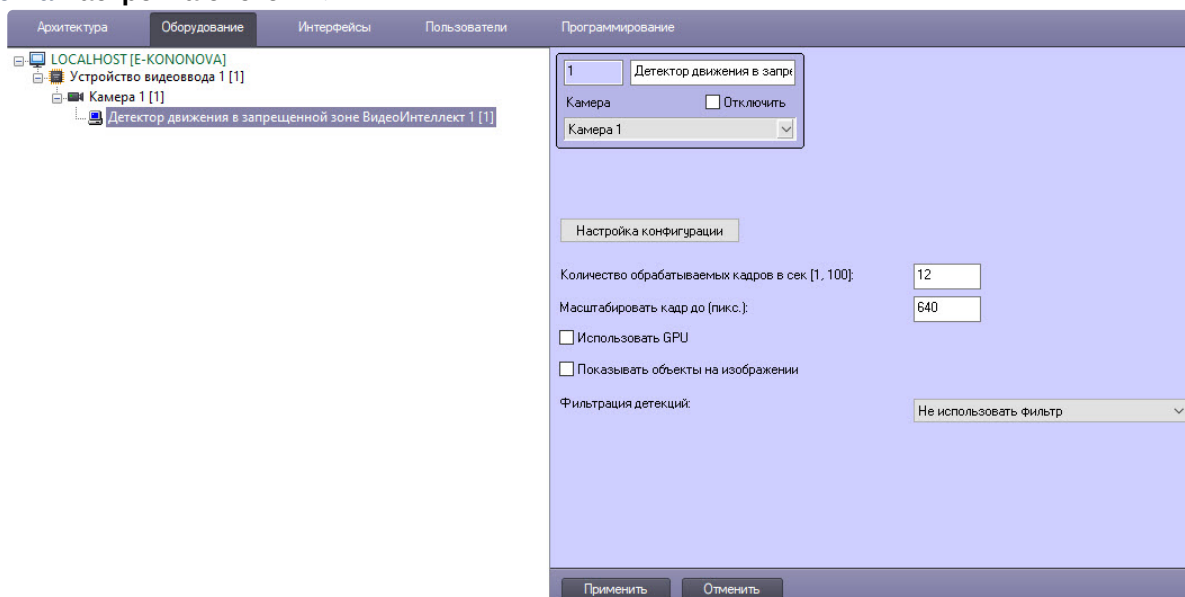 Архитектура Оборудование Интерфейсы Пользователи Программирование
LOCALHOST [E-KONONOVA]
Устройство видеоввода 1 [1]
Камера 1 [1]
Детектор движения в запрещенной зоне ВидеоИнтеллект 1 [1]
1 Детектор движения в запре
Камера Отключить
Камера 1
Настройка конфигурации
Количество обрабатываемых кадров в сек [1, 100]: 12
Масштабировать кадр до (пикс.): 640
Использовать GPU
Показывать объекты на изображении
Фильтрация детекций: Не использовать фильтр
Применить Отменить